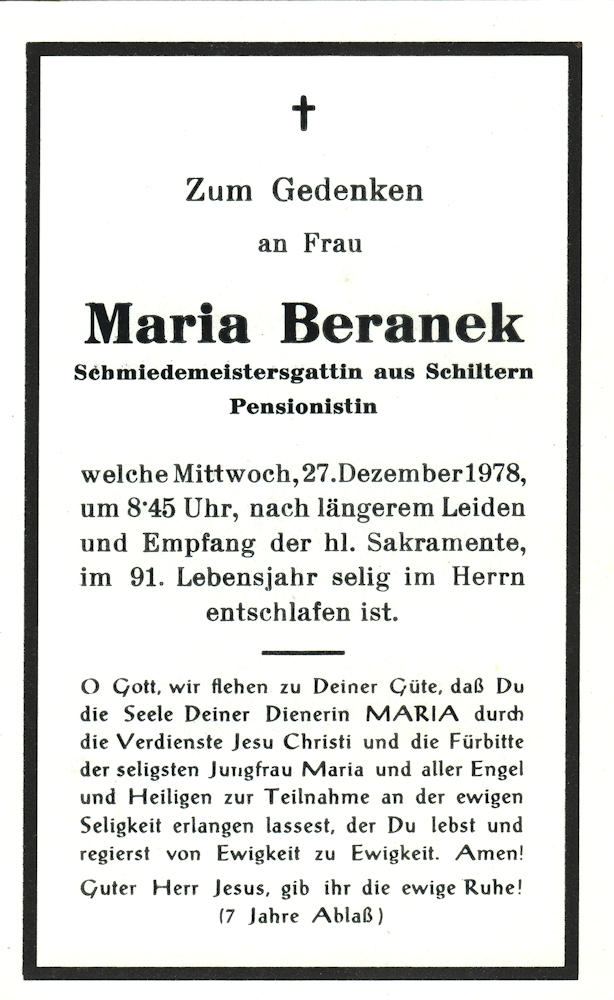 Zum Gedenken
an Frau
Maria Beranek
Schmiedemeistersgattin aus Schiltern
Pensionistin
welche Mittwoch, 27. Dezember 1978,
um 8·45 Uhr, nach längerem Leiden
und Empfang der hl. Sakramente,
im 91. Lebensjahr selig im Herrn
entschlafen ist.
O Gott, wir flehen zu Deiner Güte, daß Du
die Seele Deiner Dienerin MARIA durch
die Verdienste Jesu Christi und die Fürbitte
der seligsten Jungfrau Maria und aller Engel
und Heiligen zur Teilnahme an der ewigen
Seligkeit erlangen lassest, der Du lebst und
regierst von Ewigkeit zu Ewigkeit. Amen!
Guter Herr Jesus, gib ihr die ewige Ruhe!
(7 Jahre Ablaß)